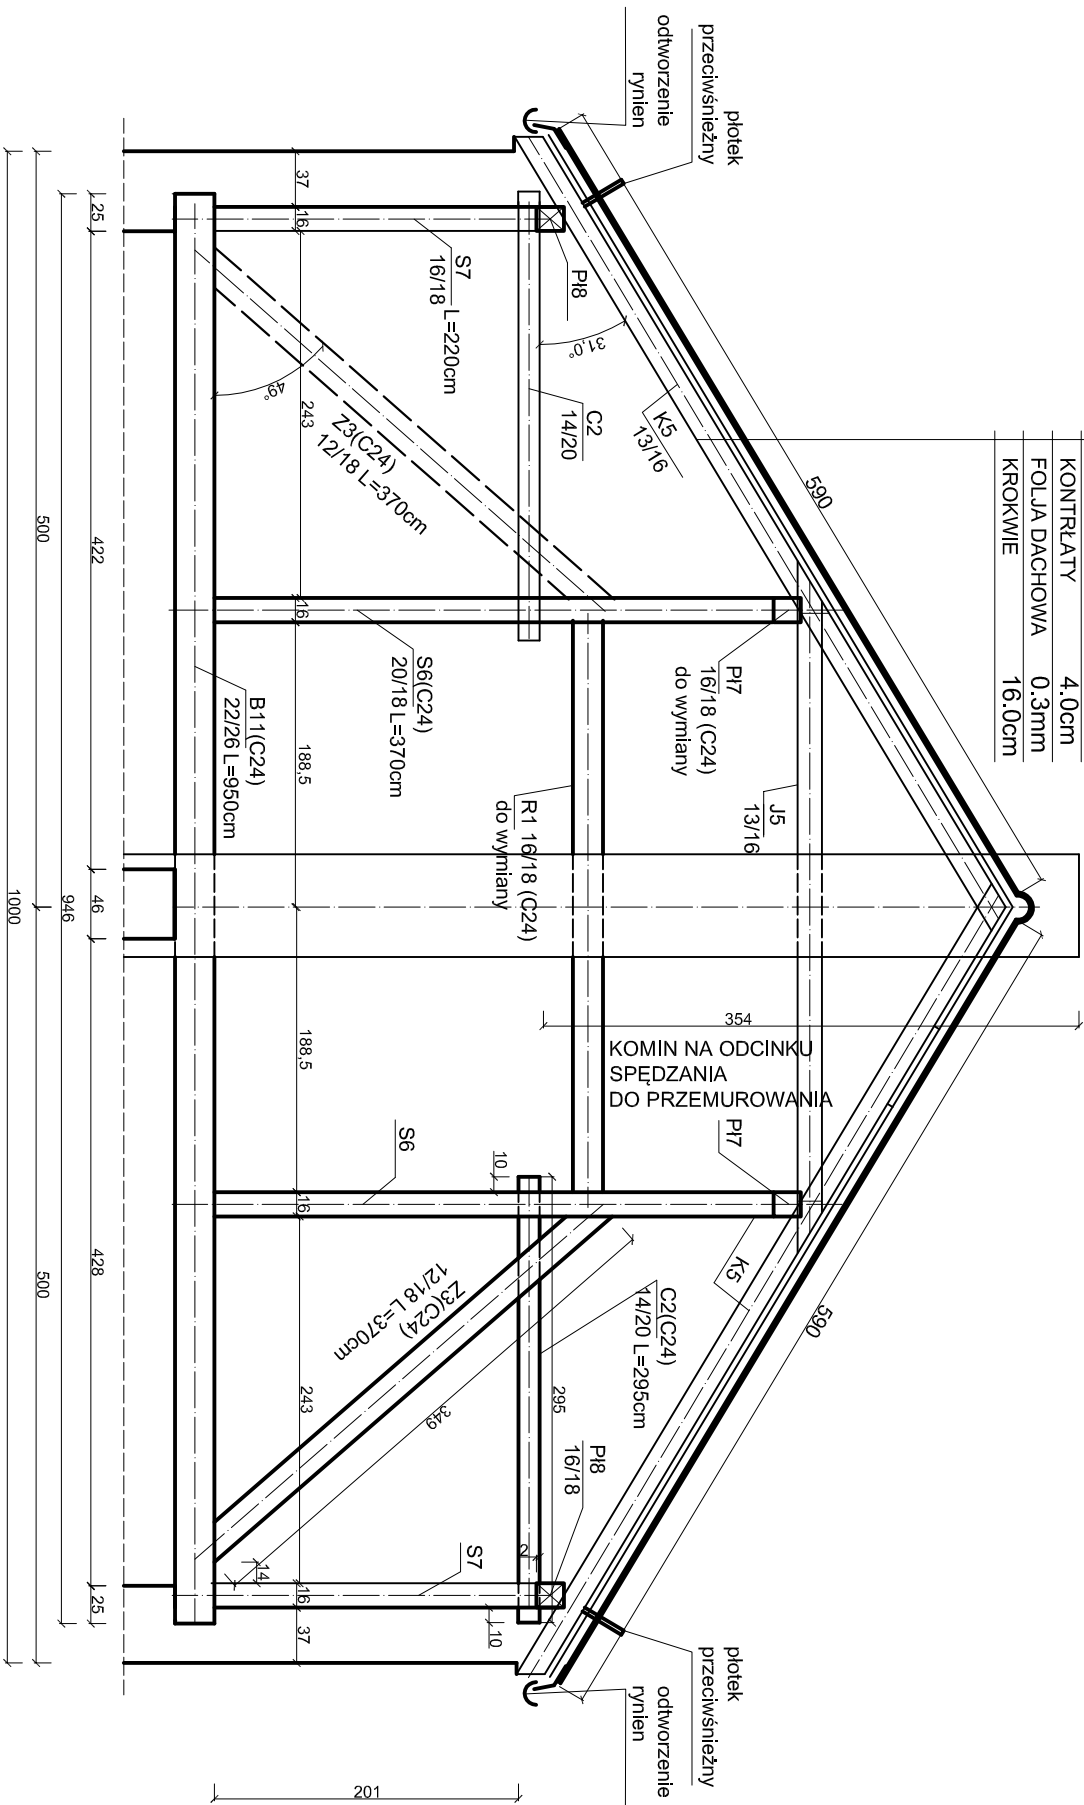 KONTRŁATY 4.0cm
FOLJA DACHOWA 0.3mm
KROKWIE 16.0cm
płotek
przeciwśnieżny
odtworzenie
rynien
590
590
płotek
przeciwśnieżny
odtworzenie
rynien
K5
13/16
J5
13/16
K5
31,0°
Pł8
C2
14/20
Pł7
16/18 (C24)
do wymiany
R1 16/18 (C24)
do wymiany
354
KOMIN NA ODCINKU
SPĘDZANIA
DO PRZEMUROWANIA
Pł7
C2(C24)
14/20 L=295cm
295
Pł8
16/18
2
10
10
S7
16/18 L=220cm
Z3(C24)
12/18 L=370cm
49°
S6(C24)
20/18 L=370cm
S6
Z3(C24)
12/18 L=370cm
349
S7
14
201
37
16
243
16
188,5
188,5
16
243
16
37
B11(C24)
22/26 L=950cm
25
422
46
428
25
946
500
500
1000